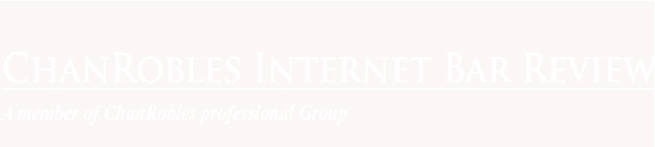 ChanRobles Internet Bar Review
A member of ChanRobles professional Group